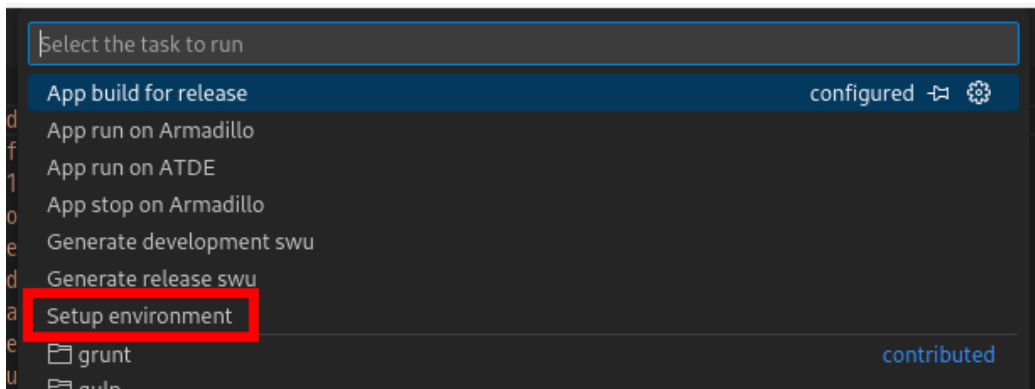 Select the task to run
App build for release configured
App run on Armadillo
App run on ATDE
App stop on Armadillo
Generate development swu
Generate release swu
Setup environment
grunt contributed